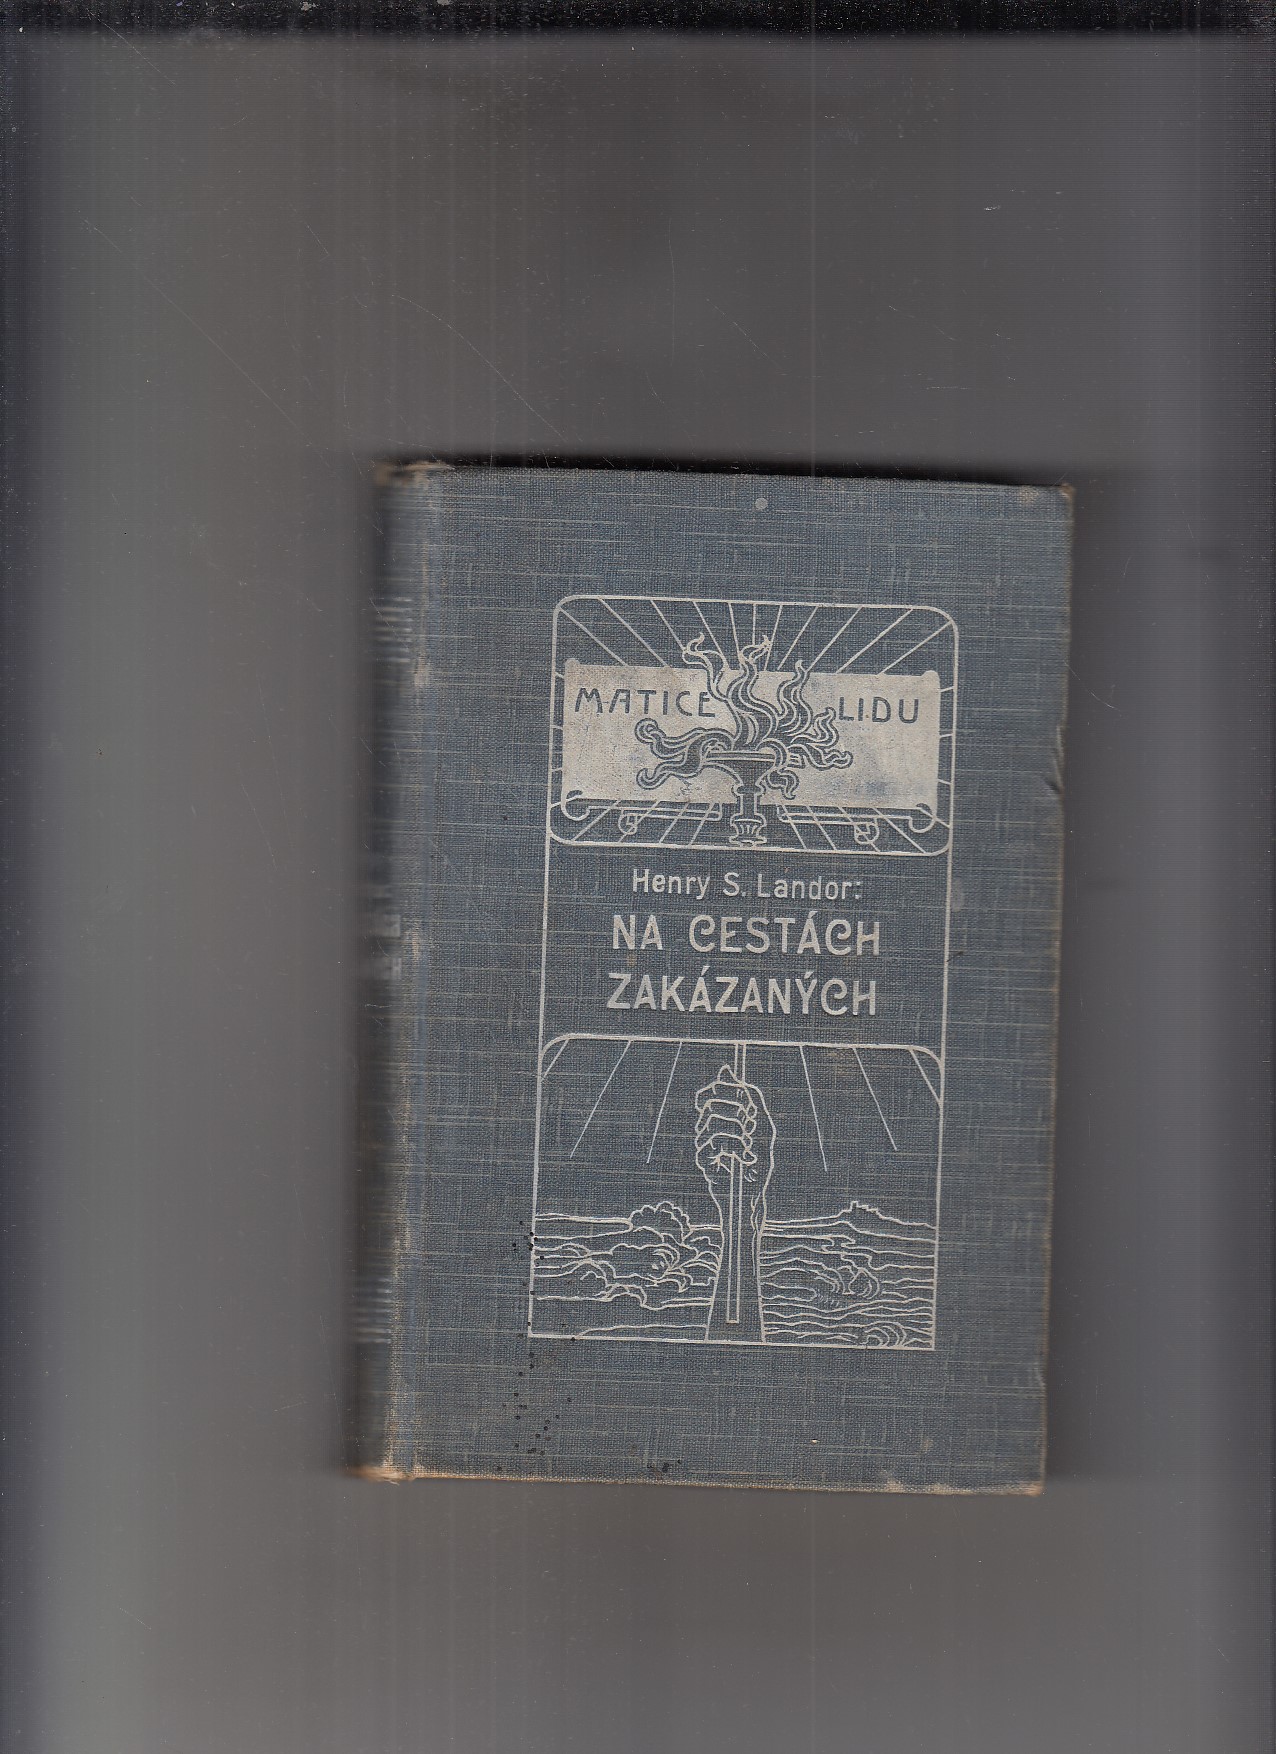 MATICE LIDU
Henry S. Landor:
NA CESTÁCH
ZAKÁZANÝCH